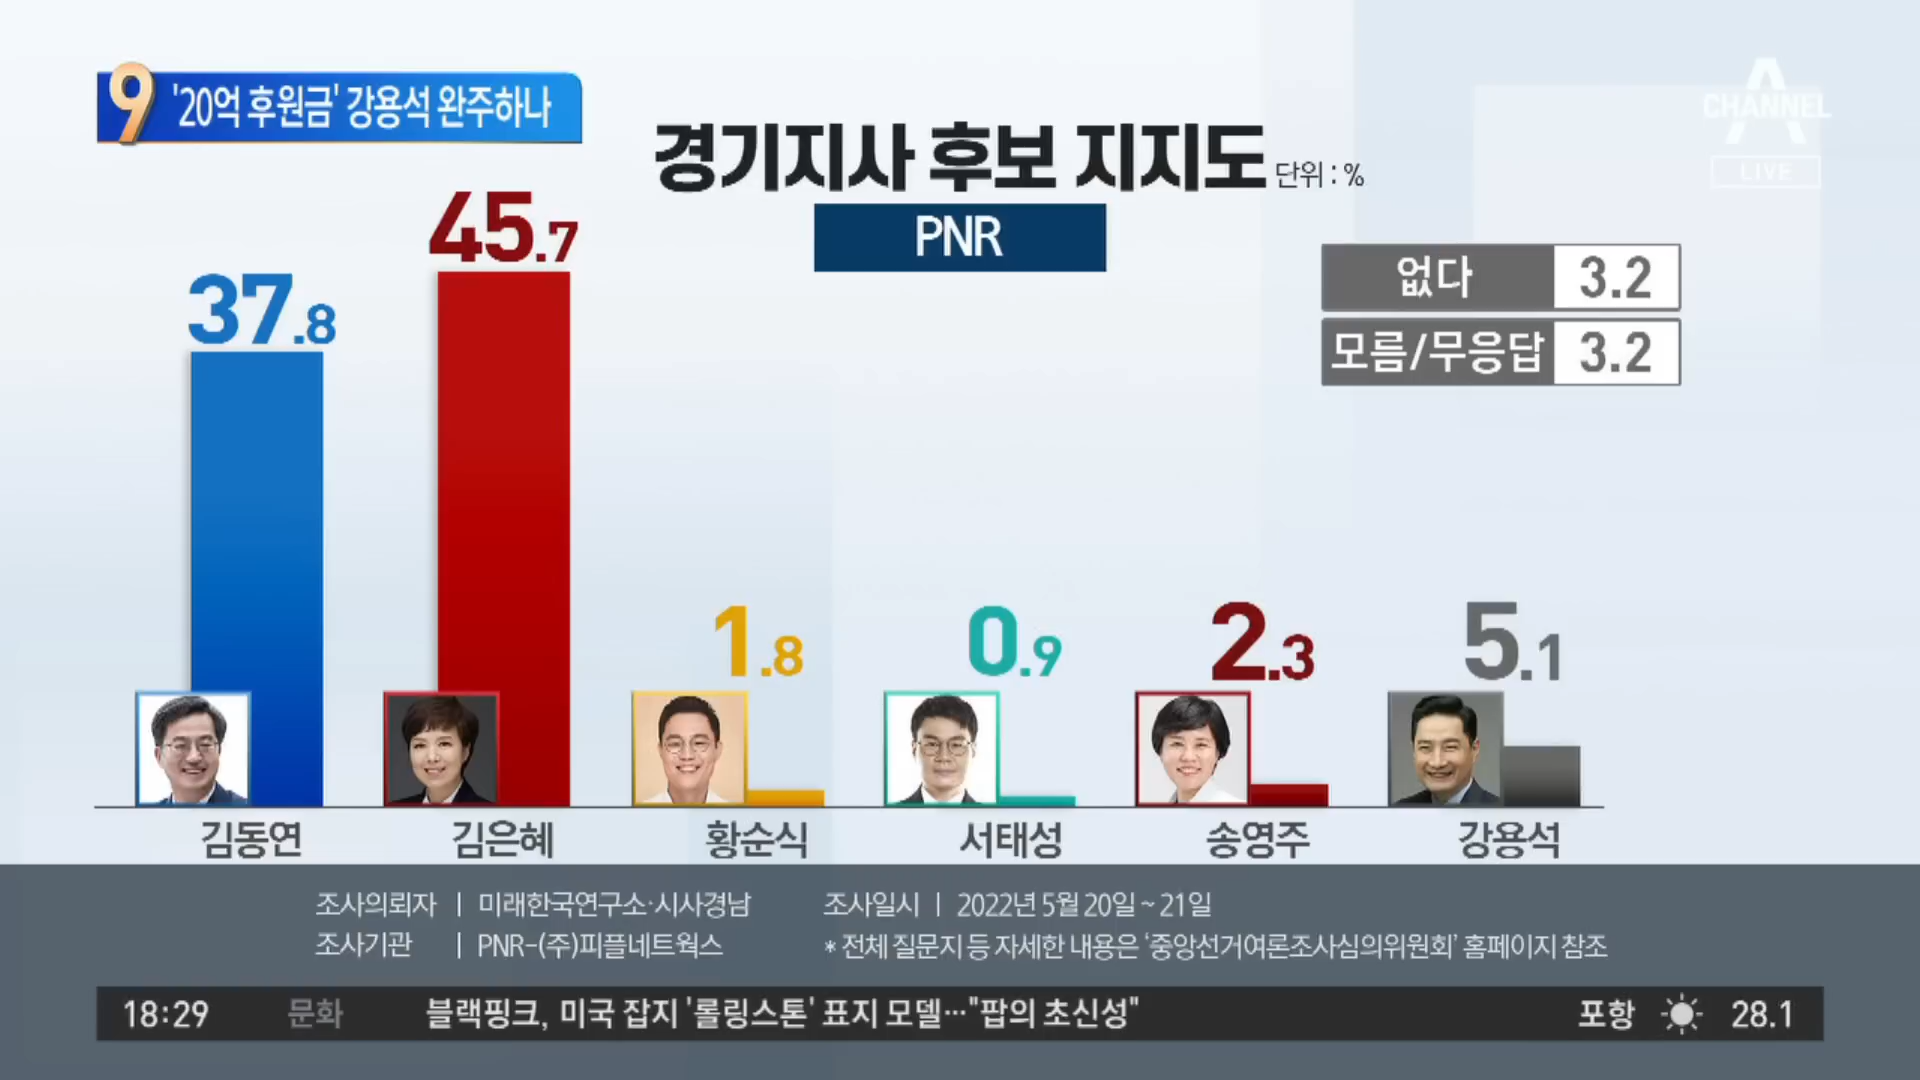 9 '20억 후원금' 강용석 완주하나
CHANNEL A
LIVE
경기지사 후보 지지도 단위 : %
PNR
없다 3.2
모름/무응답 3.2
37.8
45.7
1.8
0.9
2.3
5.1
김동연
김은혜
황순식
서태성
송영주
강용석
조사의뢰자 | 미래한국연구소·시사경남
조사일시 | 2022년 5월 20일 ~ 21일
조사기관 | PNR-(주)피플네트웍스
* 전체 질문지 등 자세한 내용은 '중앙선거여론조사심의위원회' 홈페이지 참조
18:29 문화 블랙핑크, 미국 잡지 '롤링스톤' 표지 모델…"팝의 초신성" 포항 28.1